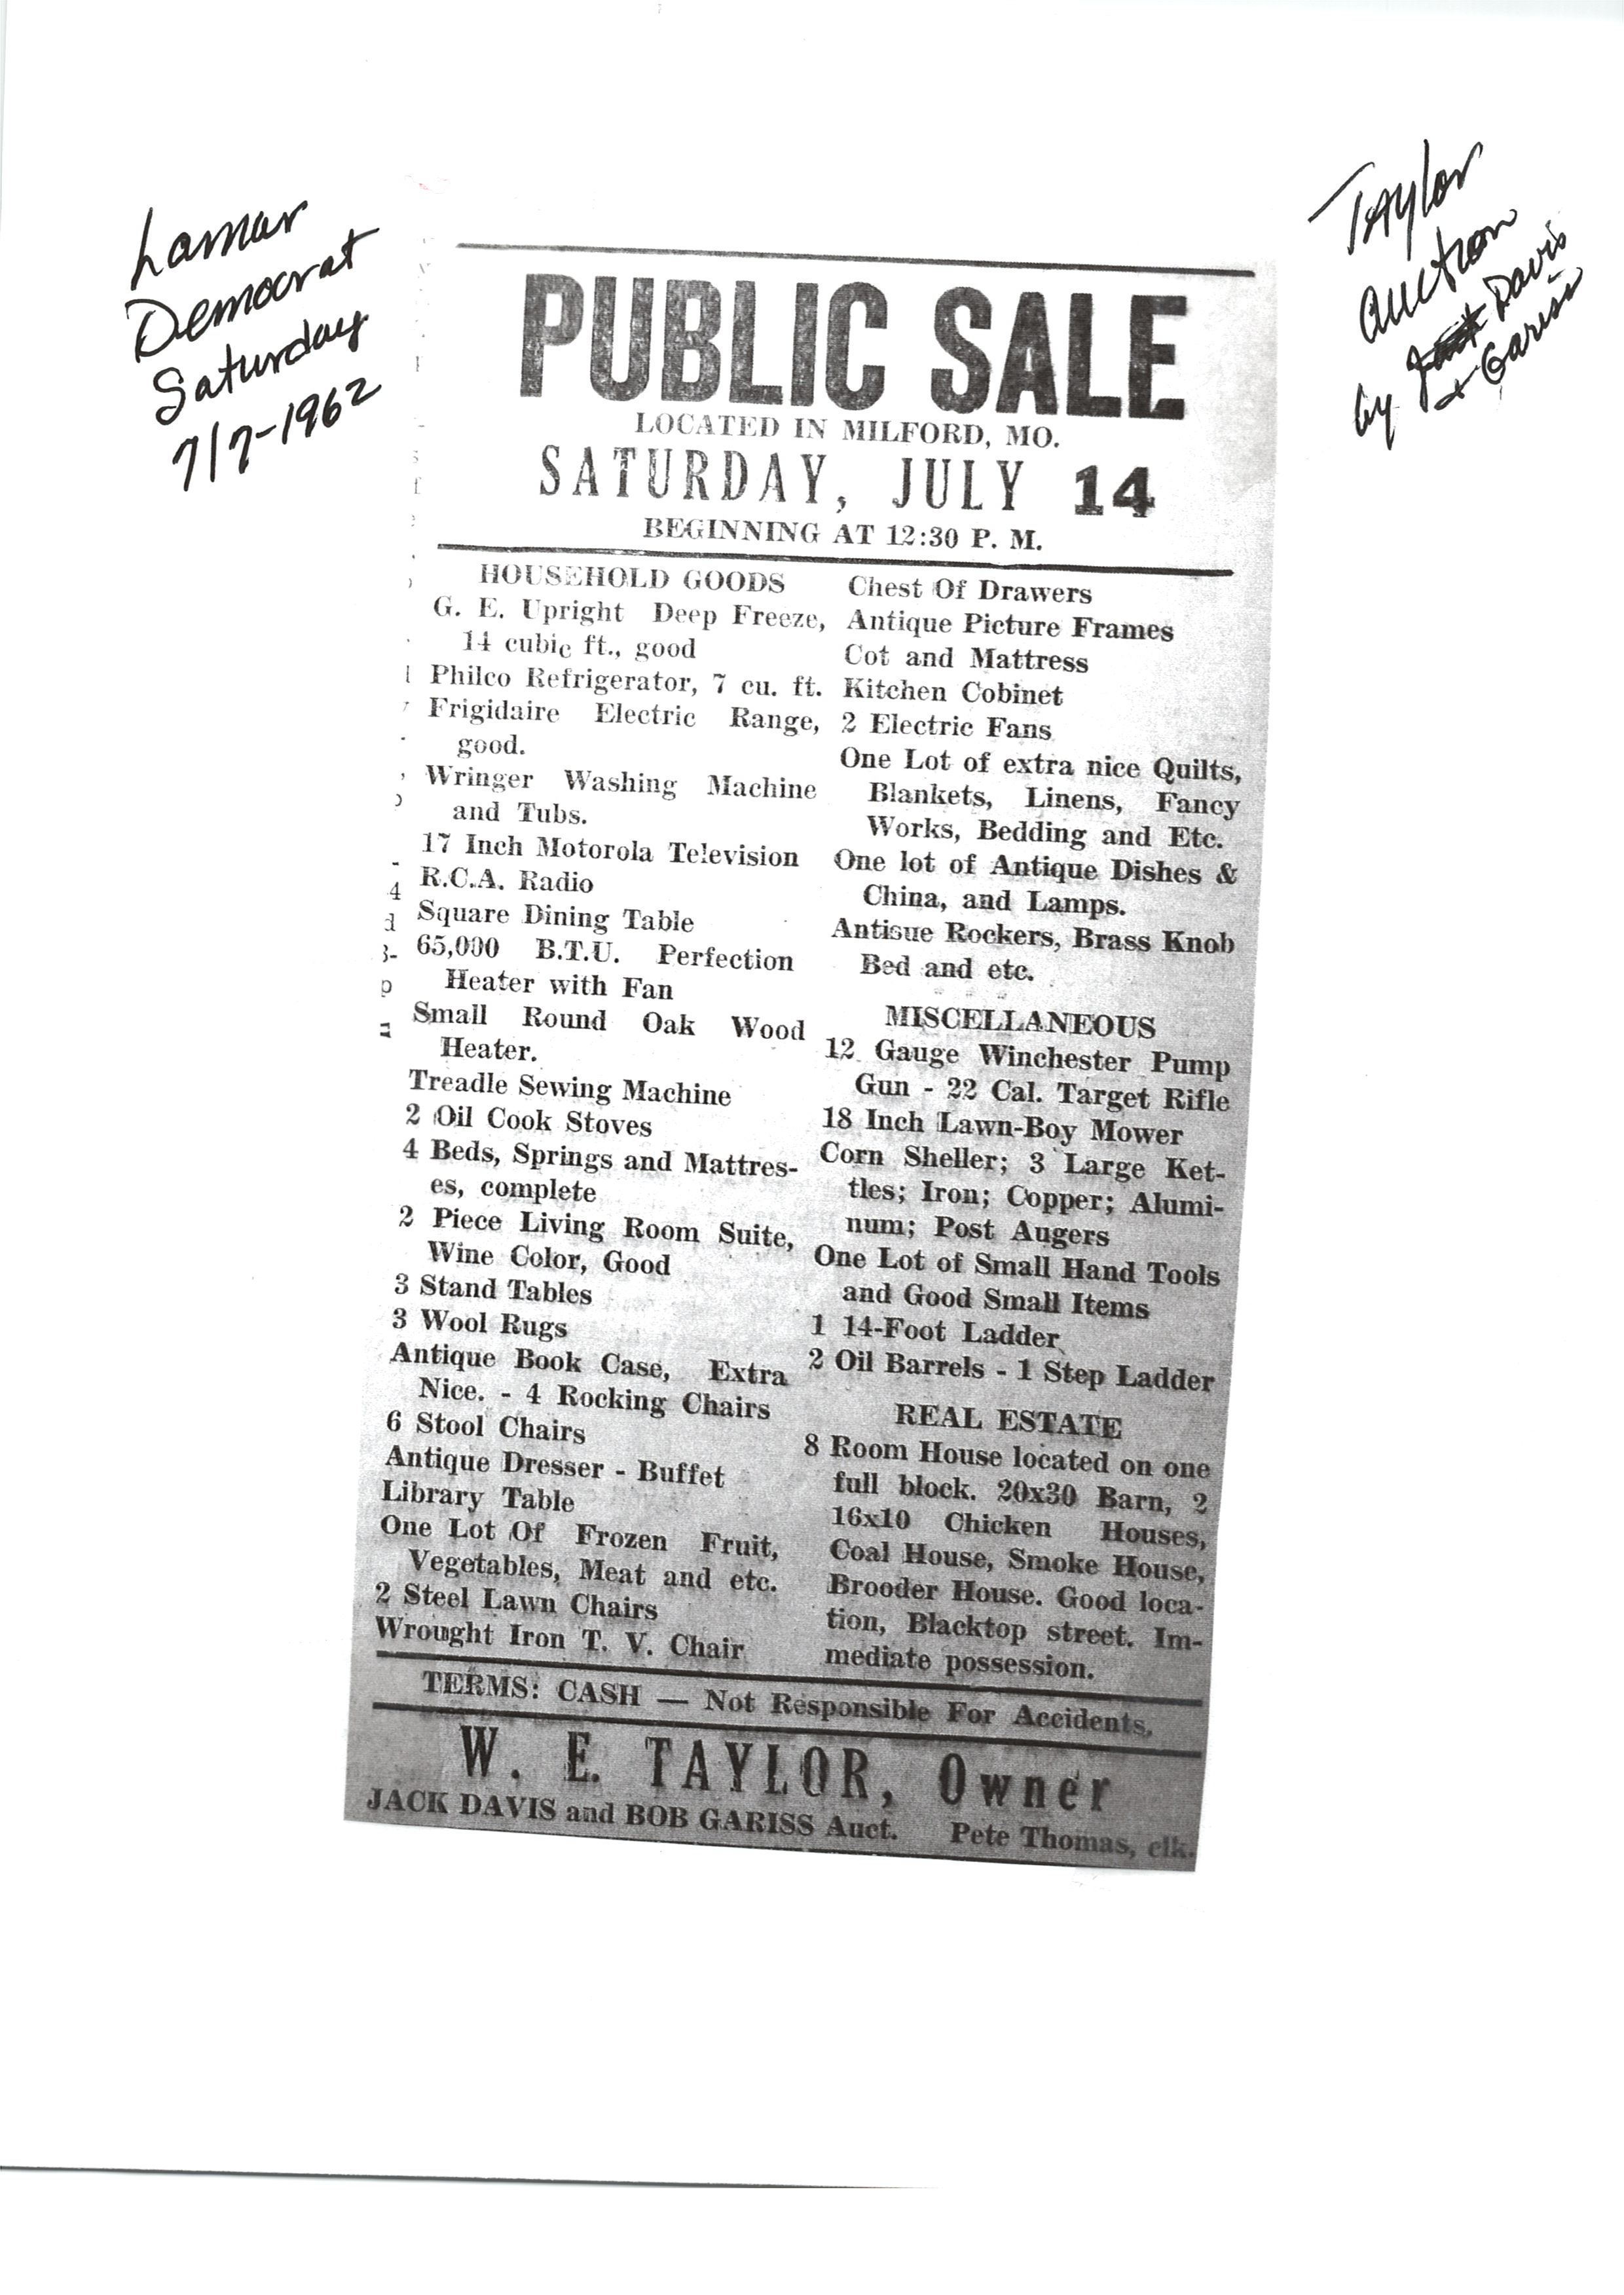 Lamar
Democrat
Saturday
7/7-1962
Taylor
Auction
by Davis
+ Gariss
PUBLIC SALE
LOCATED IN MILFORD, MO.
SATURDAY, JULY 14
BEGINNING AT 12:30 P. M.
HOUSEHOLD GOODS
G. E. Upright Deep Freeze,
14 cubic ft., good
Philco Refrigerator, 7 cu. ft.
Frigidaire Electric Range,
good.
Wringer Washing Machine
and Tubs.
17 Inch Motorola Television
R.C.A. Radio
Square Dining Table
65,000 B.T.U. Perfection
Heater with Fan
Small Round Oak Wood
Heater.
Treadle Sewing Machine
2 Oil Cook Stoves
4 Beds, Springs and Mattres-
es, complete
2 Piece Living Room Suite,
Wine Color, Good
3 Stand Tables
3 Wool Rugs
Antique Book Case, Extra
Nice. - 4 Rocking Chairs
6 Stool Chairs
Antique Dresser - Buffet
Library Table
One Lot Of Frozen Fruit,
Vegetables, Meat and etc.
2 Steel Lawn Chairs
Wrought Iron T. V. Chair
Chest Of Drawers
Antique Picture Frames
Cot and Mattress
Kitchen Cobinet
2 Electric Fans
One Lot of extra nice Quilts,
Blankets, Linens, Fancy
Works, Bedding and Etc.
One lot of Antique Dishes &
China, and Lamps.
Antisue Rockers, Brass Knob
Bed and etc.
MISCELLANEOUS
12 Gauge Winchester Pump
Gun - 22 Cal. Target Rifle
18 Inch Lawn-Boy Mower
Corn Sheller; 3 Large Ket-
tles; Iron; Copper; Alumi-
num; Post Augers
One Lot of Small Hand Tools
and Good Small Items
1 14-Foot Ladder
2 Oil Barrels - 1 Step Ladder
REAL ESTATE
8 Room House located on one
full block. 20x30 Barn, 2
16x10 Chicken Houses,
Coal House, Smoke House,
Brooder House. Good loca-
tion, Blacktop street. Im-
mediate possession.
TERMS: CASH — Not Responsible For Accidents.
W. E. TAYLOR, Owner
JACK DAVIS and BOB GARISS Auct. Pete Thomas, clk.